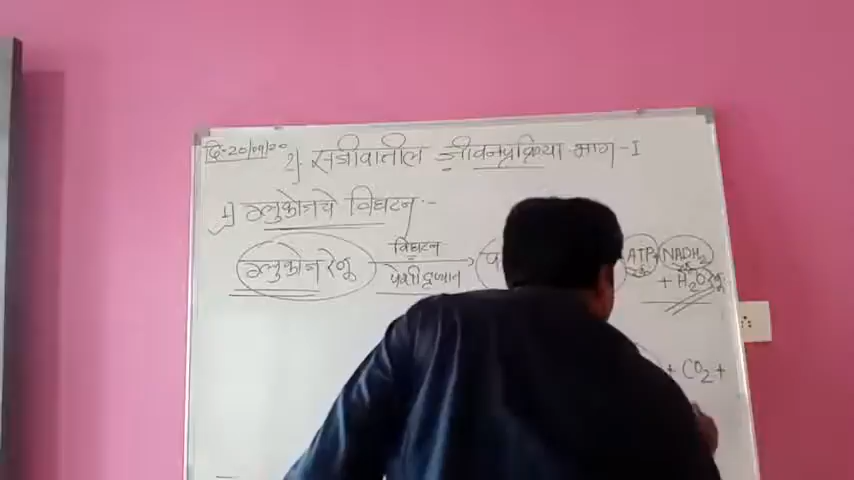 दि-20/09/20
2) सजीवातील जीवनप्रक्रिया भाग-I
1) ग्लुकोजचे विघटन :-
ग्लुकोज रेणू विघटन पेशीद्रव्यात ATP+ NADH2
+ H2O रेणू.
+ CO2 +